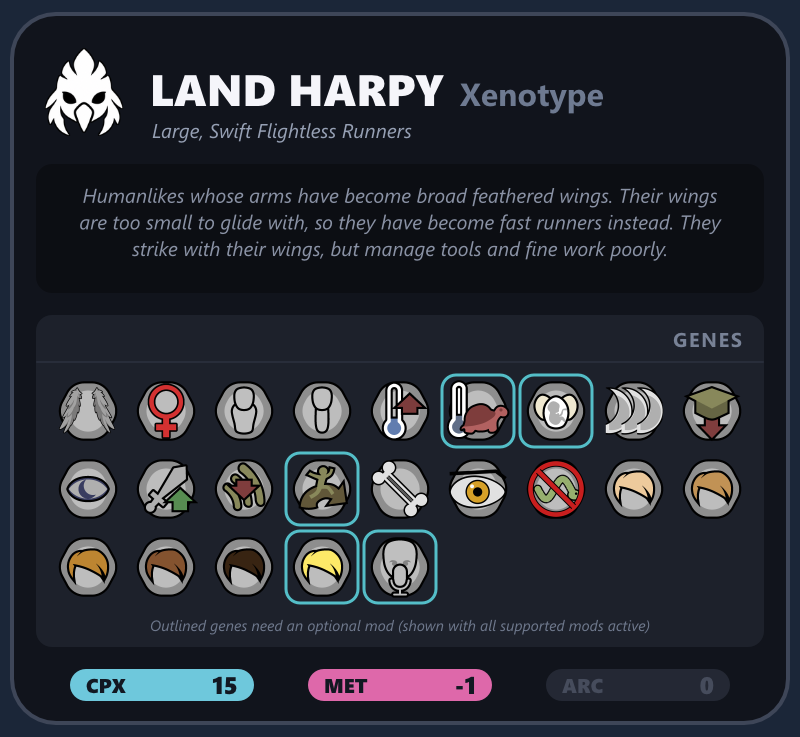 LAND HARPY Xenotype
Large, Swift Flightless Runners
Humanlikes whose arms have become broad feathered wings. Their wings
are too small to glide with, so they have become fast runners instead. They
strike with their wings, but manage tools and fine work poorly.
GENES
Outlined genes need an optional mod (shown with all supported mods active)
CPX 15 MET -1 ARC 0